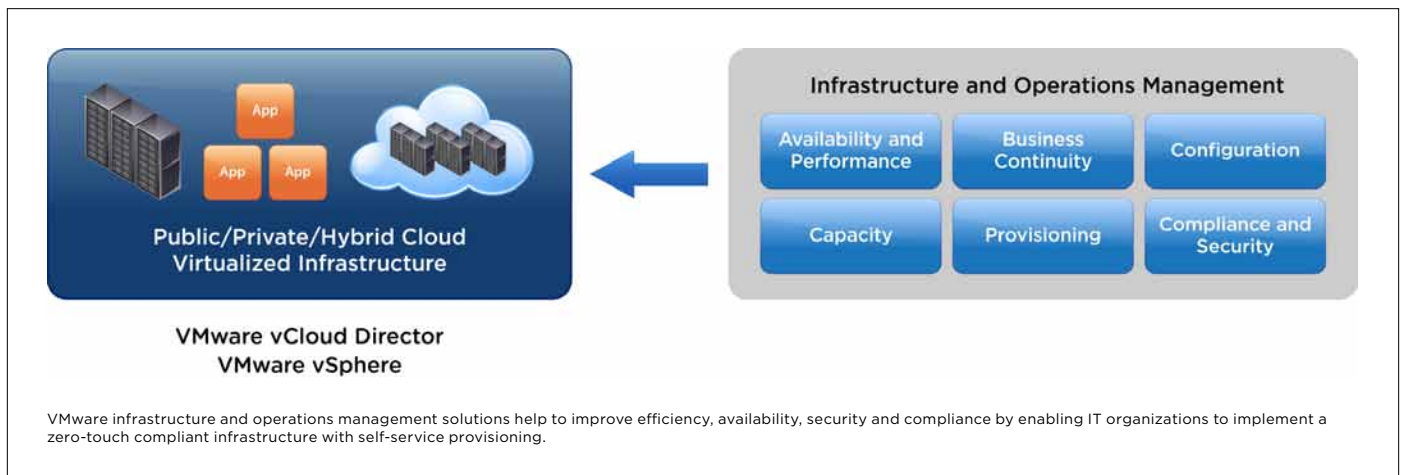 App
App
App
Public/Private/Hybrid Cloud
Virtualized Infrastructure
VMware vCloud Director
VMware vSphere
Infrastructure and Operations Management
Availability and
Performance
Business
Continuity
Configuration
Capacity
Provisioning
Compliance and
Security
VMware infrastructure and operations management solutions help to improve efficiency, availability, security and compliance by enabling IT organizations to implement a
zero-touch compliant infrastructure with self-service provisioning.